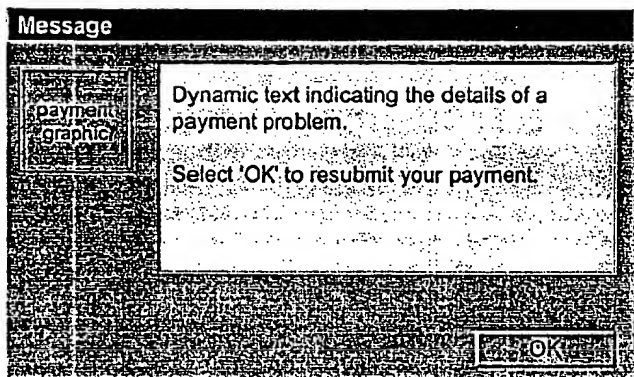 Message
payment
graphic
Dynamic text indicating the details of a
payment problem.
Select 'OK' to resubmit your payment.
OK